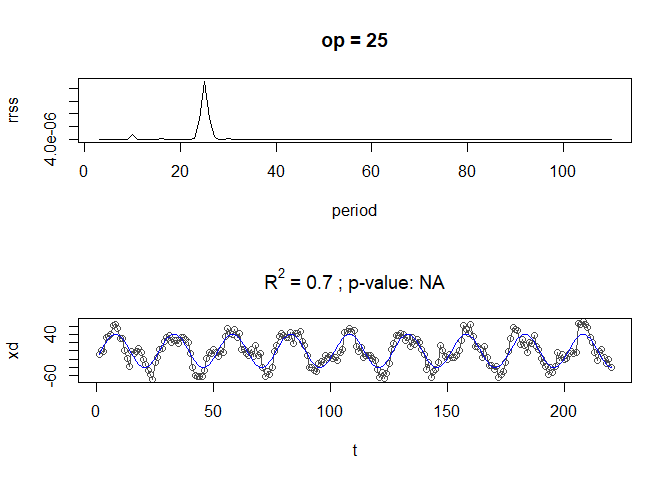 op = 25
rrss
4.0e-06
0 20 40 60 80 100
period
R² = 0.7 ; p-value: NA
xd
-60 40
0 50 100 150 200
t